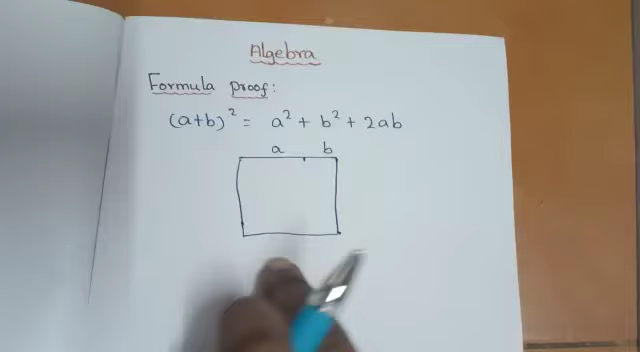 Algebra
Formula proof:
(a+b)² = a² + b² + 2ab
a b